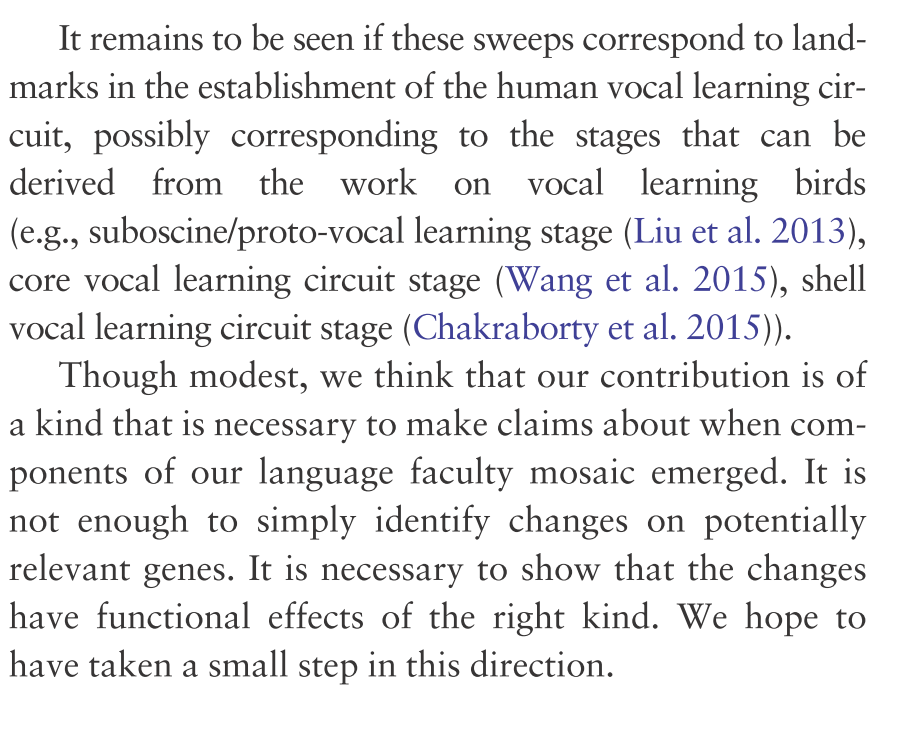 It remains to be seen if these sweeps correspond to land-
marks in the establishment of the human vocal learning cir-
cuit, possibly corresponding to the stages that can be
derived from the work on vocal learning birds
(e.g., suboscine/proto-vocal learning stage (Liu et al. 2013),
core vocal learning circuit stage (Wang et al. 2015), shell
vocal learning circuit stage (Chakraborty et al. 2015)).
Though modest, we think that our contribution is of
a kind that is necessary to make claims about when com-
ponents of our language faculty mosaic emerged. It is
not enough to simply identify changes on potentially
relevant genes. It is necessary to show that the changes
have functional effects of the right kind. We hope to
have taken a small step in this direction.